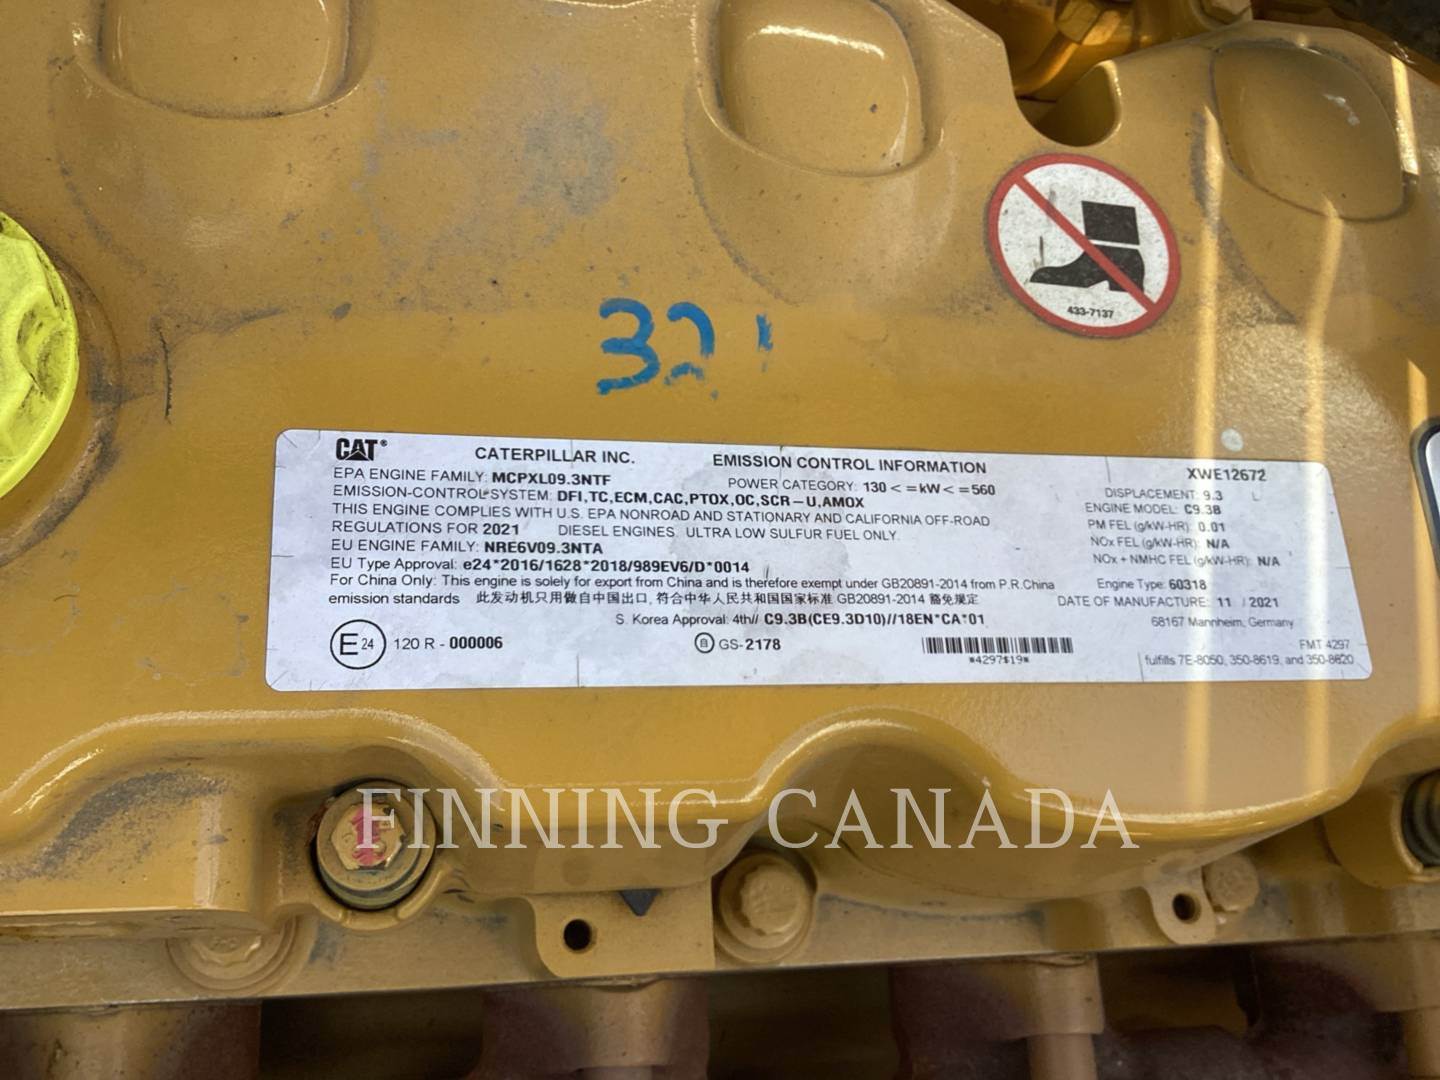 433-7137
32
CAT®
CATERPILLAR INC.
EMISSION CONTROL INFORMATION
XWE12672
EPA ENGINE FAMILY: MCPXL09.3NTF
POWER CATEGORY: 130 < =kW < =560
DISPLACEMENT: 9.3 L
EMISSION-CONTROL SYSTEM: DFI,TC,ECM,CAC,PTOX,OC,SCR-U,AMOX
ENGINE MODEL: C9.3B
THIS ENGINE COMPLIES WITH U.S. EPA NONROAD AND STATIONARY AND CALIFORNIA OFF-ROAD
PM FEL (g/kW-HR): 0.01
REGULATIONS FOR 2021 DIESEL ENGINES. ULTRA LOW SULFUR FUEL ONLY.
NOx FEL (g/kW-HR): N/A
EU ENGINE FAMILY: NRE6V09.3NTA
NOx + NMHC FEL (g/kW-HR): N/A
EU Type Approval: e24*2016/1628*2018/989EV6/D*0014
Engine Type: 60318
For China Only: This engine is solely for export from China and is therefore exempt under GB20891-2014 from P.R.China
DATE OF MANUFACTURE: 11 / 2021
emission standards 此发动机只用做自中国出口, 符合中华人民共和国国家标准 GB20891-2014 豁免规定
68167 Mannheim, Germany
S. Korea Approval: 4th// C9.3B(CE9.3D10)//18EN*CA*01
E 24 120 R - 000006
GS-2178
*4297$19*
FMT 4297
fulfills 7E-8050, 350-8619, and 350-8620
FINNING CANADA